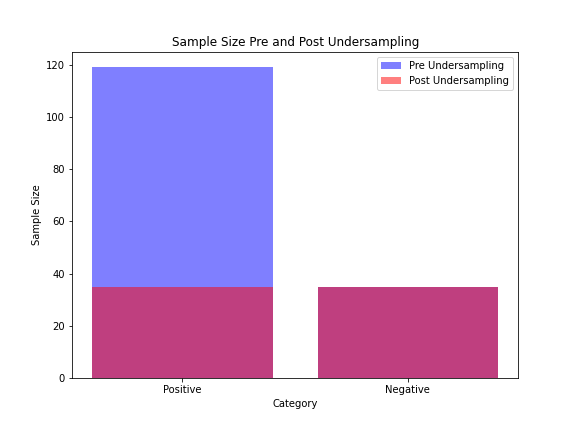 Sample Size Pre and Post Undersampling
Pre Undersampling
Post Undersampling
120
100
80
60
40
20
0
Sample Size
Positive
Negative
Category